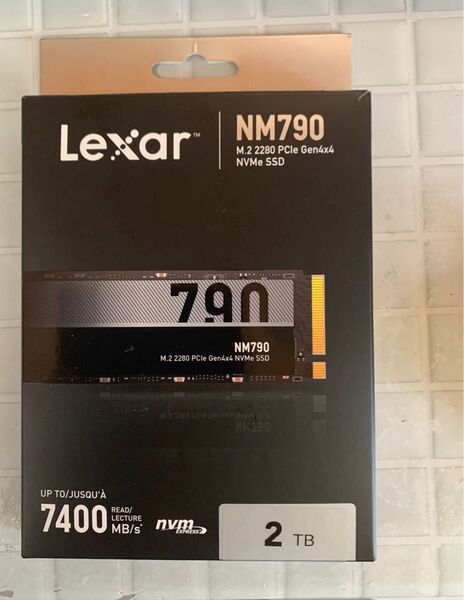 Lexar™
NM790
M.2 2280 PCIe Gen4x4
NVMe SSD
790
NM790
M.2 2280 PCIe Gen4x4 NVMe SSD
UP TO/JUSQU'À
7400 READ/
LECTURE
MB/s*
nvm
EXPRESS
2 TB